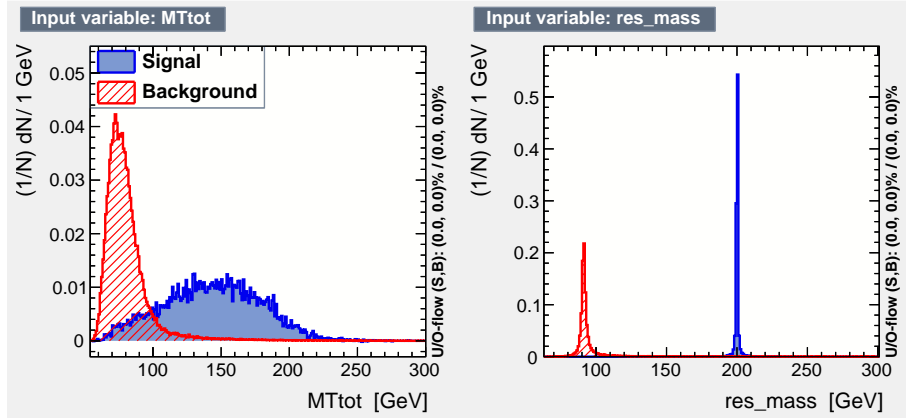 Input variable: MTtot
(1/N) dN/ 1 GeV
0.05
0.04
0.03
0.02
0.01
0
Signal
Background
100
150
200
250
300
MTtot [GeV]
U/O-flow (S,B): (0.0, 0.0)% / (0.0, 0.0)%
Input variable: res_mass
(1/N) dN/ 1 GeV
0.5
0.4
0.3
0.2
0.1
0
100
150
200
250
300
res_mass [GeV]
U/O-flow (S,B): (0.0, 0.0)% / (0.0, 0.0)%